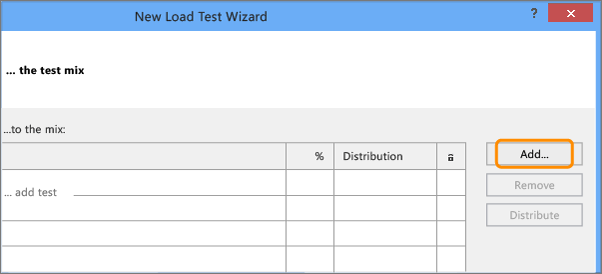 New Load Test Wizard ?
... the test mix
...to the mix:
% Distribution
Add...
... add test
Remove
Distribute